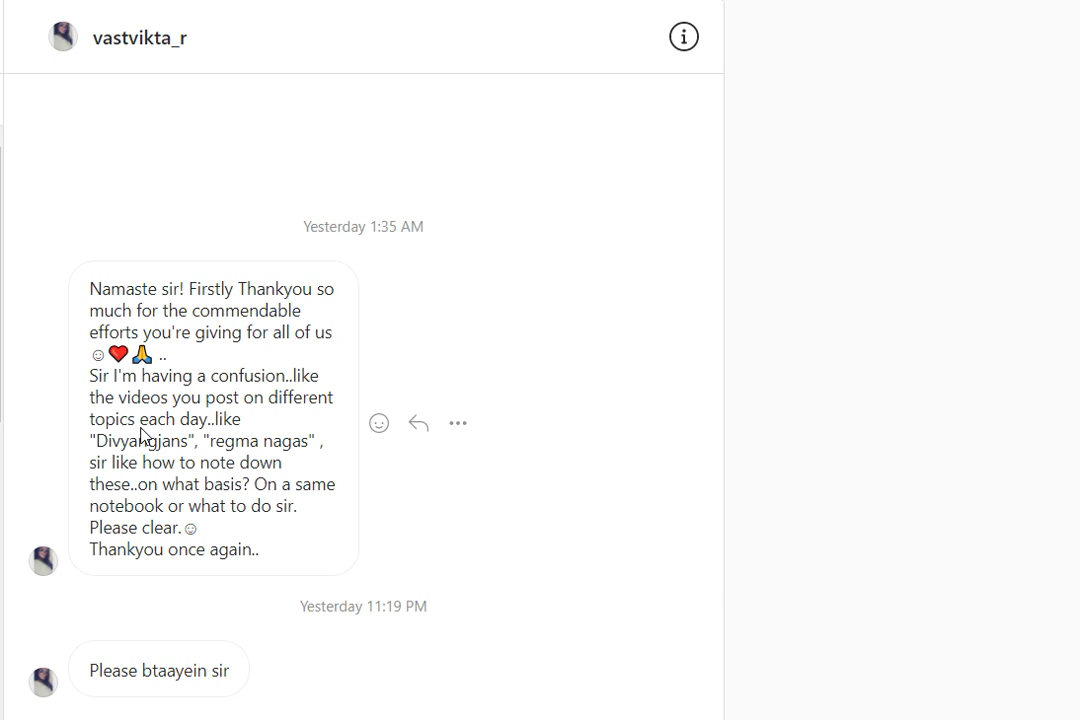 vastvikta_r
Yesterday 1:35 AM
Namaste sir! Firstly Thankyou so
much for the commendable
efforts you're giving for all of us
☺❤️🙏 ..
Sir I'm having a confusion..like
the videos you post on different
topics each day..like
"Divyangjans", "regma nagas" ,
sir like how to note down
these..on what basis? On a same
notebook or what to do sir.
Please clear.☺
Thankyou once again..
Yesterday 11:19 PM
Please btaayein sir